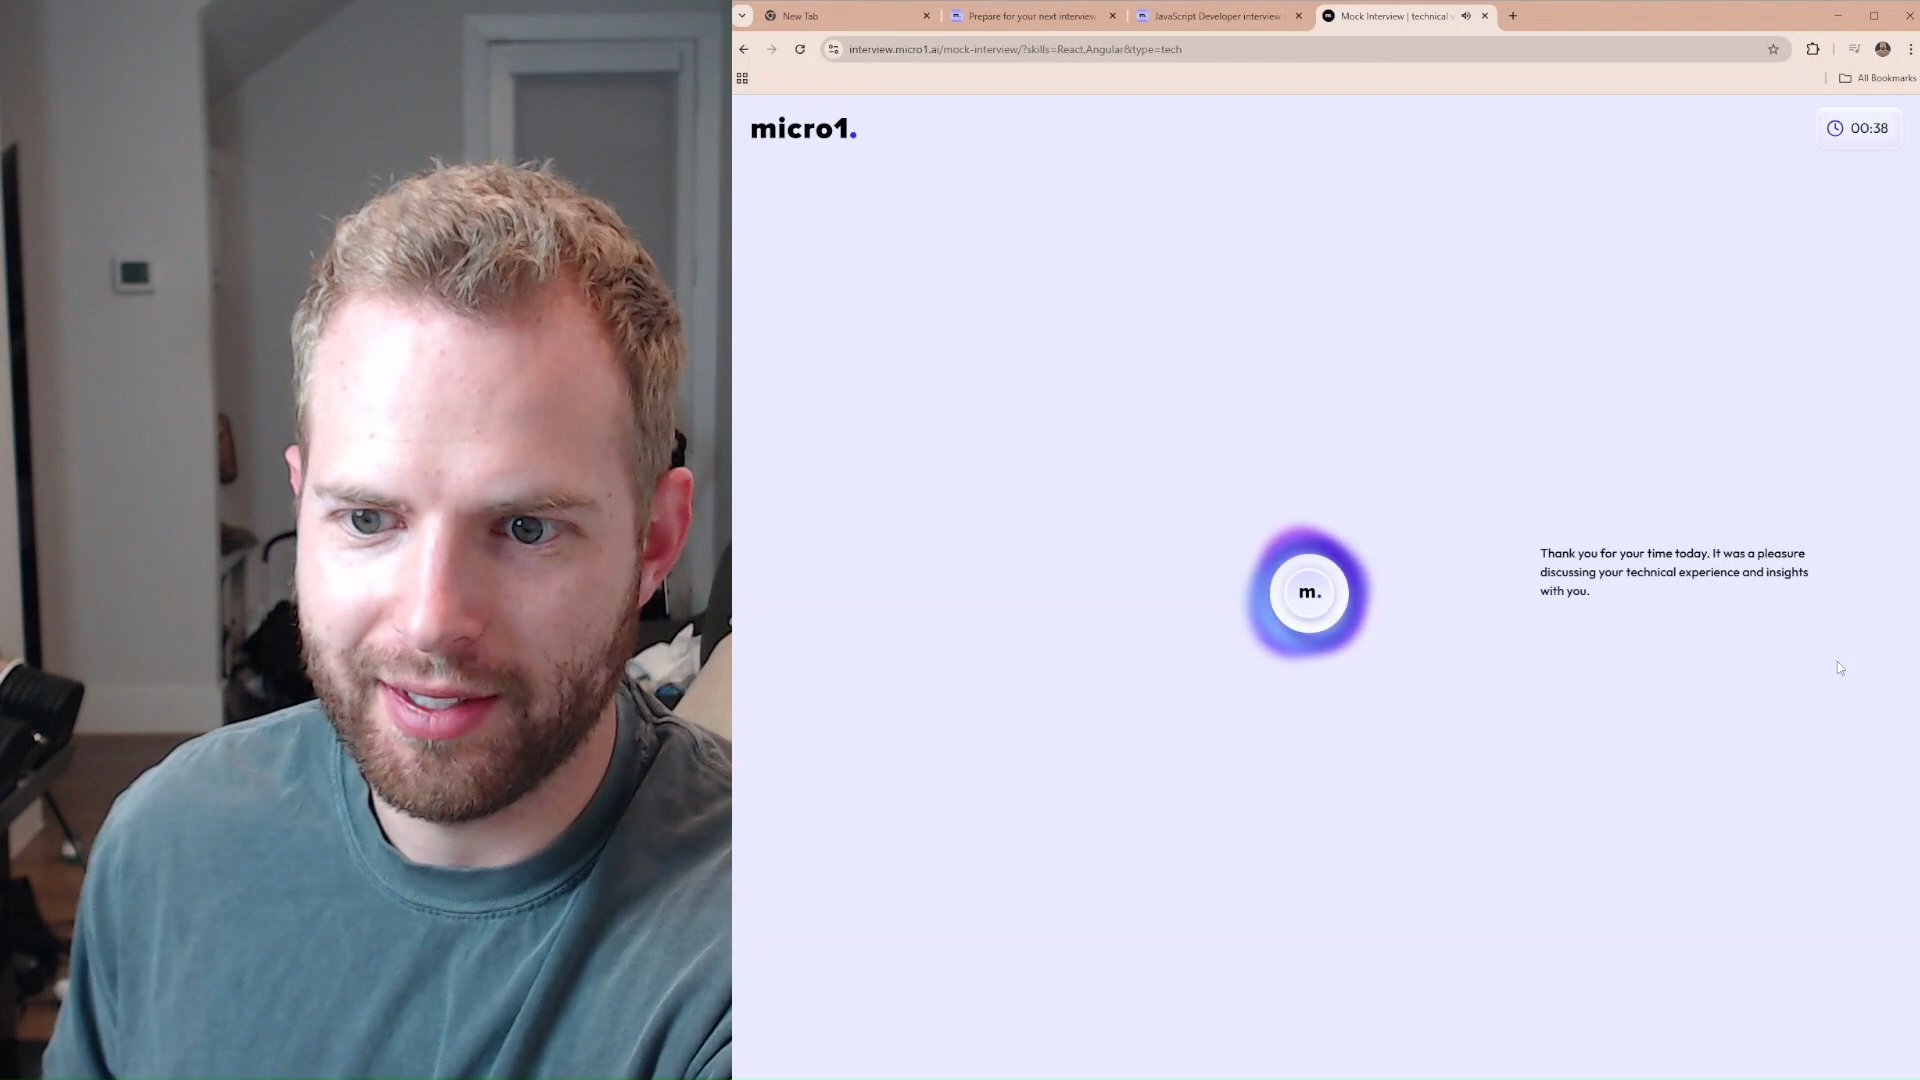 New Tab
Prepare for your next interview
JavaScript Developer interview
Mock Interview | technical
interview.micro1.ai/mock-interview/?skills=React,Angular&type=tech
All Bookmarks
micro1.
00:38
m.
Thank you for your time today. It was a pleasure
discussing your technical experience and insights
with you.